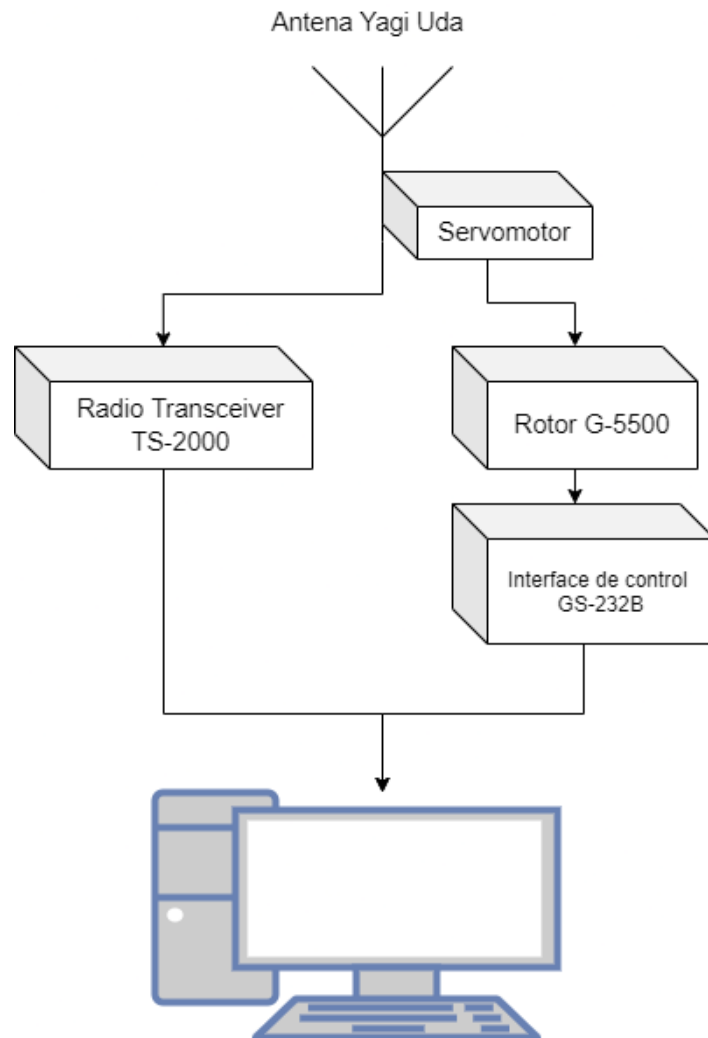 Antena Yagi Uda
Servomotor
Radio Transceiver
TS-2000
Rotor G-5500
Interface de control
GS-232B